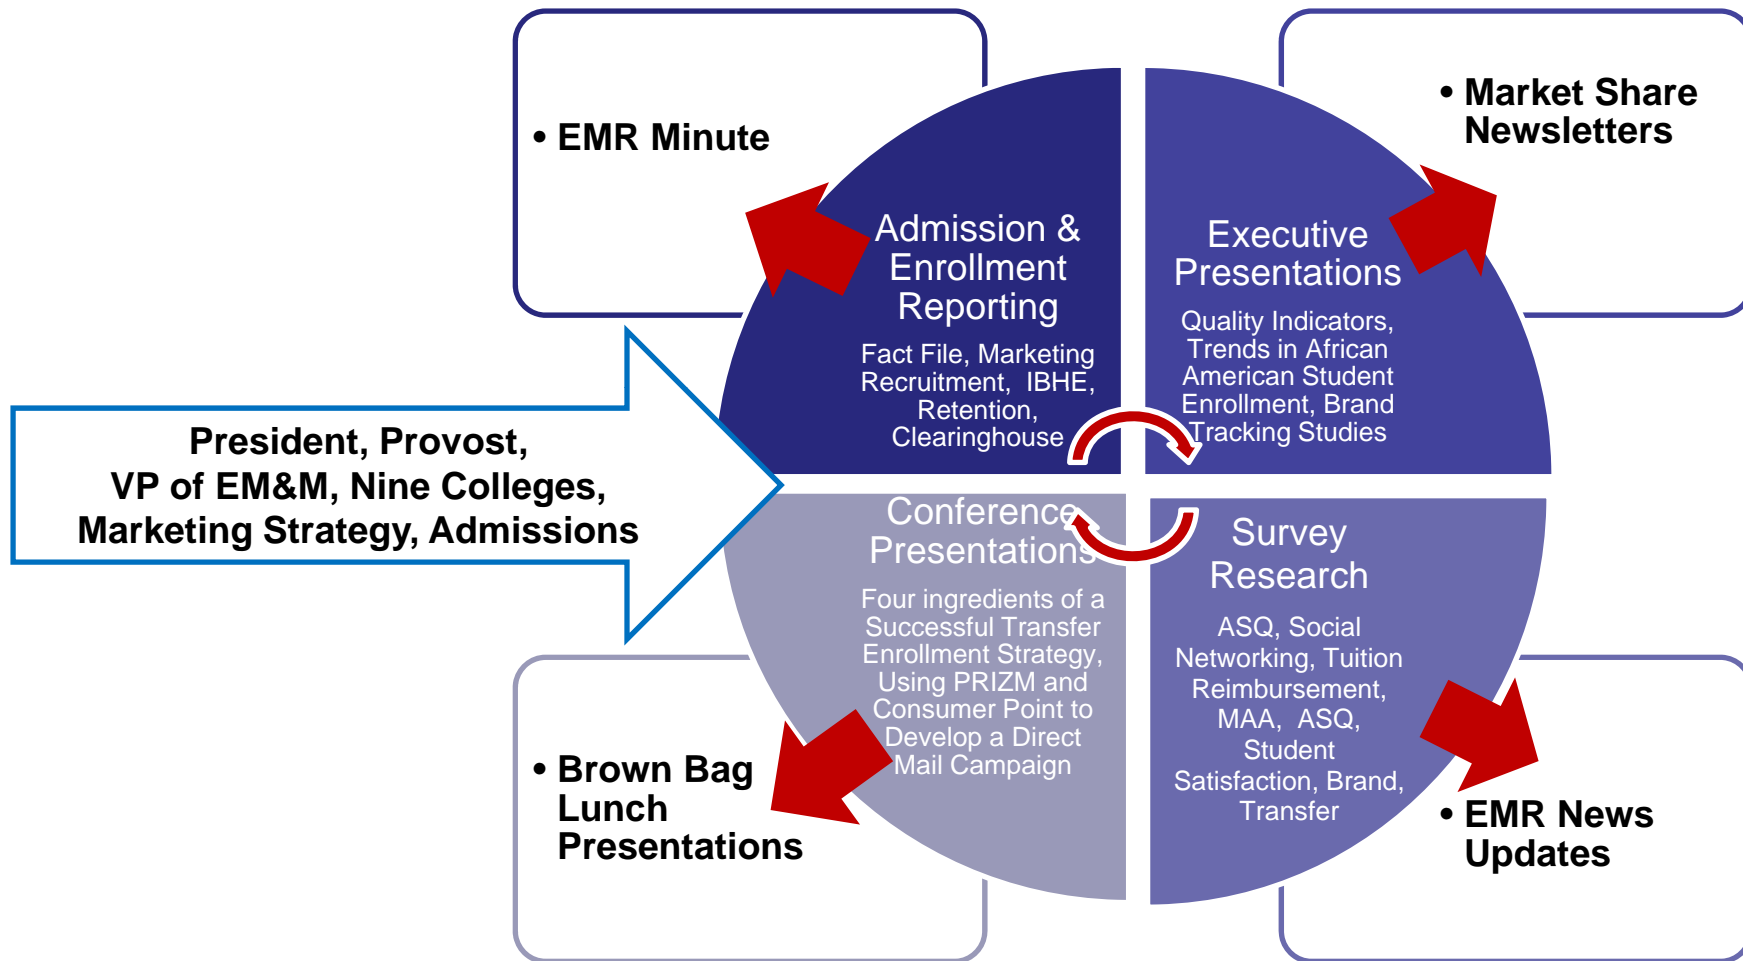 • EMR Minute
• Market Share
Newsletters
Admission &
Enrollment
Reporting
Fact File, Marketing
Recruitment,  IBHE,
Retention,
Clearinghouse
Executive
Presentations
Quality Indicators,
Trends in African
American Student
Enrollment, Brand
Tracking Studies
President, Provost,
VP of EM&M, Nine Colleges,
Marketing Strategy, Admissions
Conference
Presentations
Four ingredients of a
Successful Transfer
Enrollment Strategy,
Using PRIZM and
Consumer Point to
Develop a Direct
Mail Campaign
Survey
Research
ASQ, Social
Networking, Tuition
Reimbursement,
MAA,  ASQ,
Student
Satisfaction, Brand,
Transfer
• Brown Bag
Lunch
Presentations
• EMR News
Updates